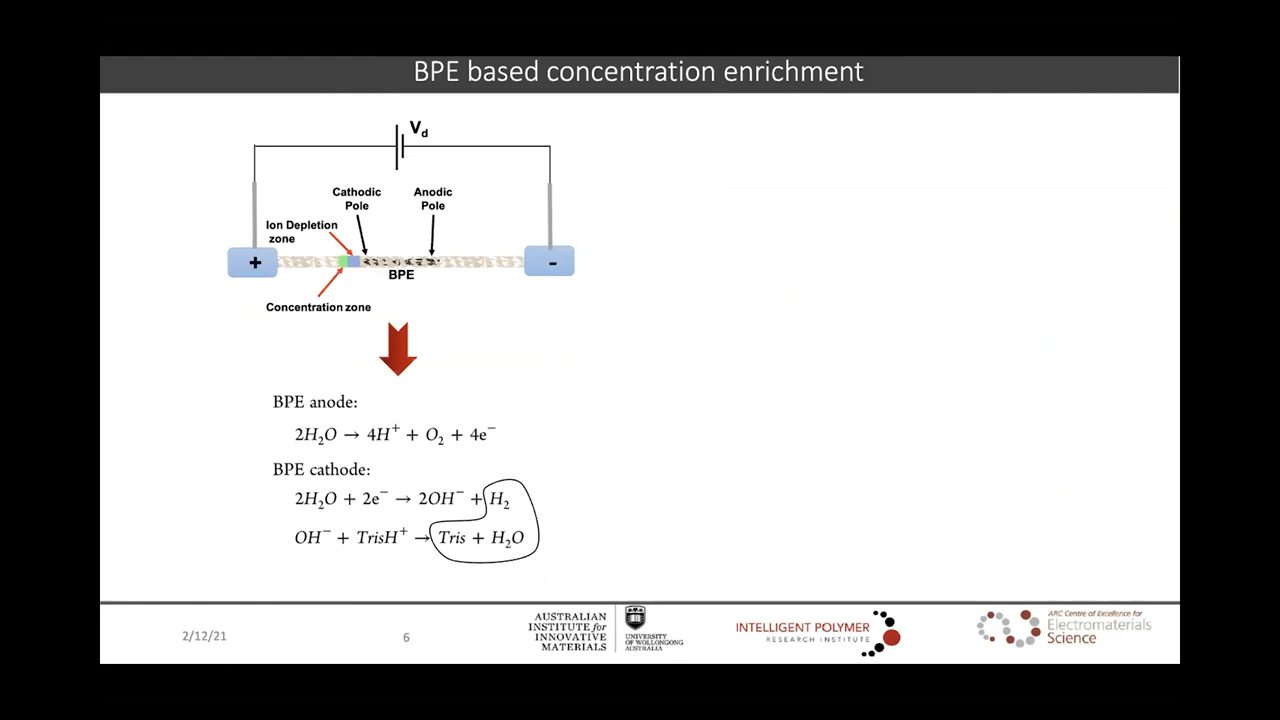 BPE based concentration enrichment
V_d
Cathodic
Pole
Anodic
Pole
Ion Depletion
zone
+
-
BPE
Concentration zone
BPE anode:
2H₂O → 4H⁺ + O₂ + 4e⁻
BPE cathode:
2H₂O + 2e⁻ → 2OH⁻ + H₂
OH⁻ + TrisH⁺ → Tris + H₂O
2/12/21
6
AUSTRALIAN
INSTITUTE for
INNOVATIVE
MATERIALS
UNIVERSITY
OF WOLLONGONG
AUSTRALIA
INTELLIGENT POLYMER
RESEARCH INSTITUTE
ARC Centre of Excellence for
Electromaterials
Science